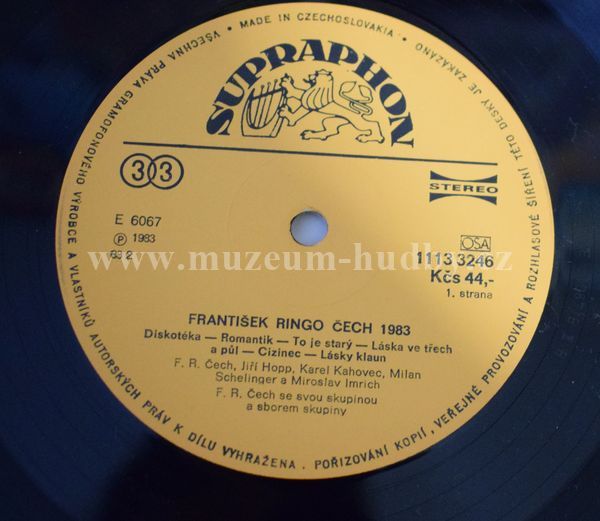 VŠECHNA PRÁVA GRAMOFONOVÉHO VÝROBCE A VLASTNÍKŮ AUTORSKÝCH PRÁV K DÍLU VYHRAŽENA. • POŘIZOVÁNÍ KOPIÍ, VEŘEJNÉ PROVOZOVÁNÍ A ROZHLASOVÉ ŠÍŘENÍ TÉTO DESKY JE ZAKÁZÁNO • MADE IN CZECHOSLOVAKIA •
SUPRAPHON
33
STEREO
E 6067
℗ 1983
83 2
OSA
1113 3246
Kčs 44,-
1. strana
www.muzeum-hudby.cz
FRANTIŠEK RINGO ČECH 1983
Diskotéka — Romantik — To je starý — Láska ve třech
a půl — Cizinec — Lásky klaun
F. R. Čech, Jiří Hopp, Karel Kahovec, Milan
Schelinger a Miroslav Imrich
F. R. Čech se svou skupinou
a sborem skupiny